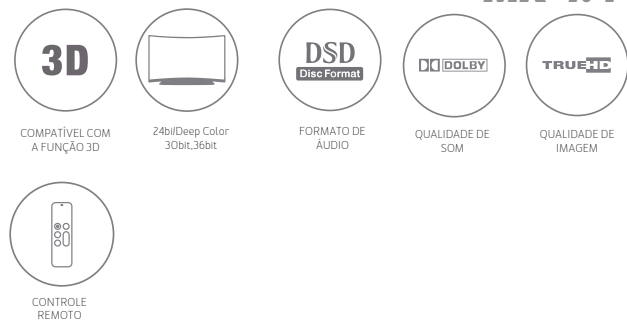 3D
DSD
Disc Format
DOLBY
TRUEHD
COMPATÍVEL COM
A FUNÇÃO 3D
24bil/Deep Color
30bit,36bit
FORMATO DE
ÁUDIO
QUALIDADE DE
SOM
QUALIDADE DE
IMAGEM
CONTROLE
REMOTO